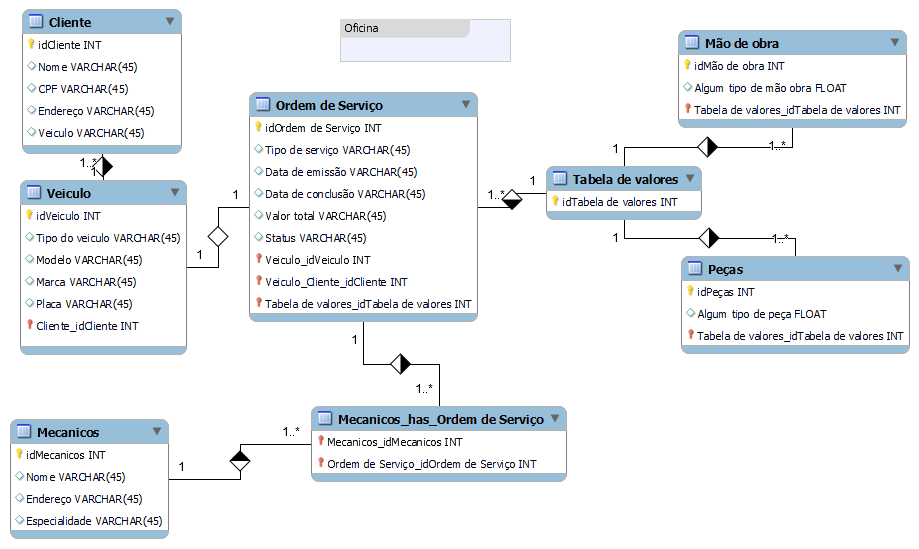 Cliente
idCliente INT
Nome VARCHAR(45)
CPF VARCHAR(45)
Endereço VARCHAR(45)
Veiculo VARCHAR(45)
1..*
1
Veiculo
idVeiculo INT
Tipo do veiculo VARCHAR(45)
Modelo VARCHAR(45)
Marca VARCHAR(45)
Placa VARCHAR(45)
Cliente_idCliente INT
1
1
Oficina
Ordem de Serviço
idOrdem de Serviço INT
Tipo de serviço VARCHAR(45)
Data de emissão VARCHAR(45)
Data de conclusão VARCHAR(45)
Valor total VARCHAR(45)
Status VARCHAR(45)
Veiculo_idVeiculo INT
Veiculo_Cliente_idCliente INT
Tabela de valores_idTabela de valores INT
1..*
1
Tabela de valores
idTabela de valores INT
1
1..*
Mão de obra
idMão de obra INT
Algum tipo de mão obra FLOAT
Tabela de valores_idTabela de valores INT
1
1..*
Peças
idPeças INT
Algum tipo de peça FLOAT
Tabela de valores_idTabela de valores INT
1
1..*
Mecanicos_has_Ordem de Serviço
Mecanicos_idMecanicos INT
Ordem de Serviço_idOrdem de Serviço INT
1..*
1
Mecanicos
idMecanicos INT
Nome VARCHAR(45)
Endereço VARCHAR(45)
Especialidade VARCHAR(45)